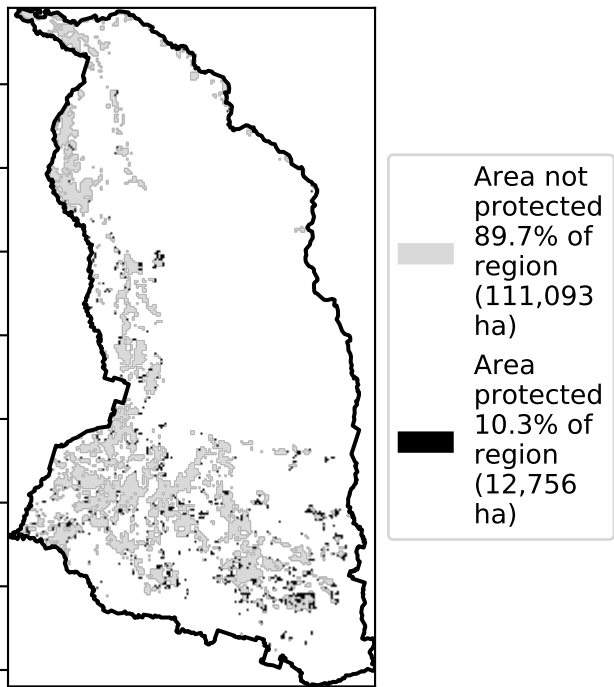 Area not
protected
89.7% of
region
(111,093
ha)
Area
protected
10.3% of
region
(12,756
ha)